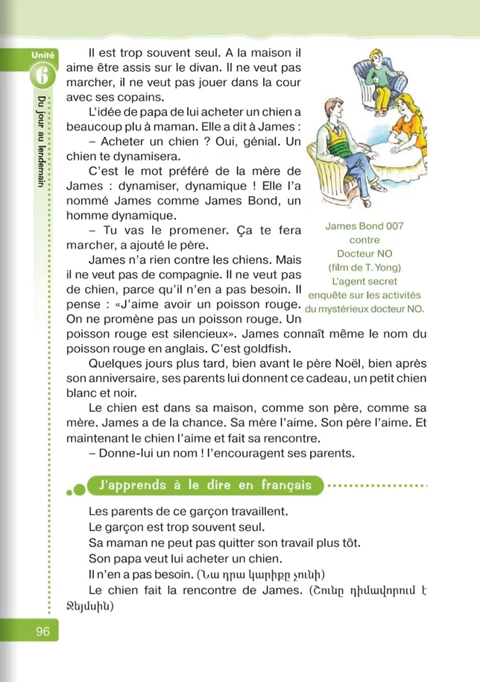 Unité
6
Du jour au lendemain
Il est trop souvent seul. A la maison il
aime être assis sur le divan. Il ne veut pas
marcher, il ne veut pas jouer dans la cour
avec ses copains.
L'idée de papa de lui acheter un chien a
beaucoup plu à maman. Elle a dit à James :
– Acheter un chien ? Oui, génial. Un
chien te dynamisera.
C'est le mot préféré de la mère de
James : dynamiser, dynamique ! Elle l'a
nommé James comme James Bond, un
homme dynamique.
– Tu vas le promener. Ça te fera
marcher, a ajouté le père.
James n'a rien contre les chiens. Mais
il ne veut pas de compagnie. Il ne veut pas
de chien, parce qu'il n'en a pas besoin. Il
pense : «J'aime avoir un poisson rouge.
On ne promène pas un poisson rouge. Un
poisson rouge est silencieux». James connaît même le nom du
poisson rouge en anglais. C'est goldfish.
James Bond 007
contre
Docteur NO
(film de T. Yong)
L'agent secret
enquête sur les activités
du mystérieux docteur NO.
Quelques jours plus tard, bien avant le père Noël, bien après
son anniversaire, ses parents lui donnent ce cadeau, un petit chien
blanc et noir.
Le chien est dans sa maison, comme son père, comme sa
mère. James a de la chance. Sa mère l'aime. Son père l'aime. Et
maintenant le chien l'aime et fait sa rencontre.
– Donne-lui un nom ! l'encouragent ses parents.
J'apprends à le dire en français
Les parents de ce garçon travaillent.
Le garçon est trop souvent seul.
Sa maman ne peut pas quitter son travail plus tôt.
Son papa veut lui acheter un chien.
Il n'en a pas besoin. (Նա դրա կարիքը չունի)
Le chien fait la rencontre de James. (Շունը դիմավորում է
Ջեյմսին)
96